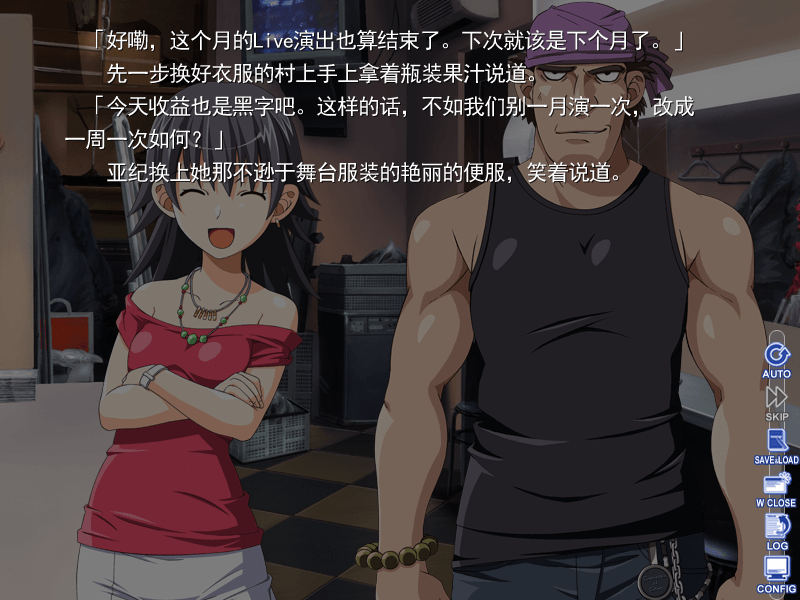 「好嘞，这个月的Live演出也算结束了。下次就该是下个月了。」
先一步换好衣服的村上手上拿着瓶装果汁说道。
「今天收益也是黑字吧。这样的话，不如我们别一月演一次，改成
一周一次如何？」
亚纪换上她那不逊于舞台服装的艳丽的便服，笑着说道。
AUTO
SKIP
SAVE&LOAD
W CLOSE
LOG
CONFIG